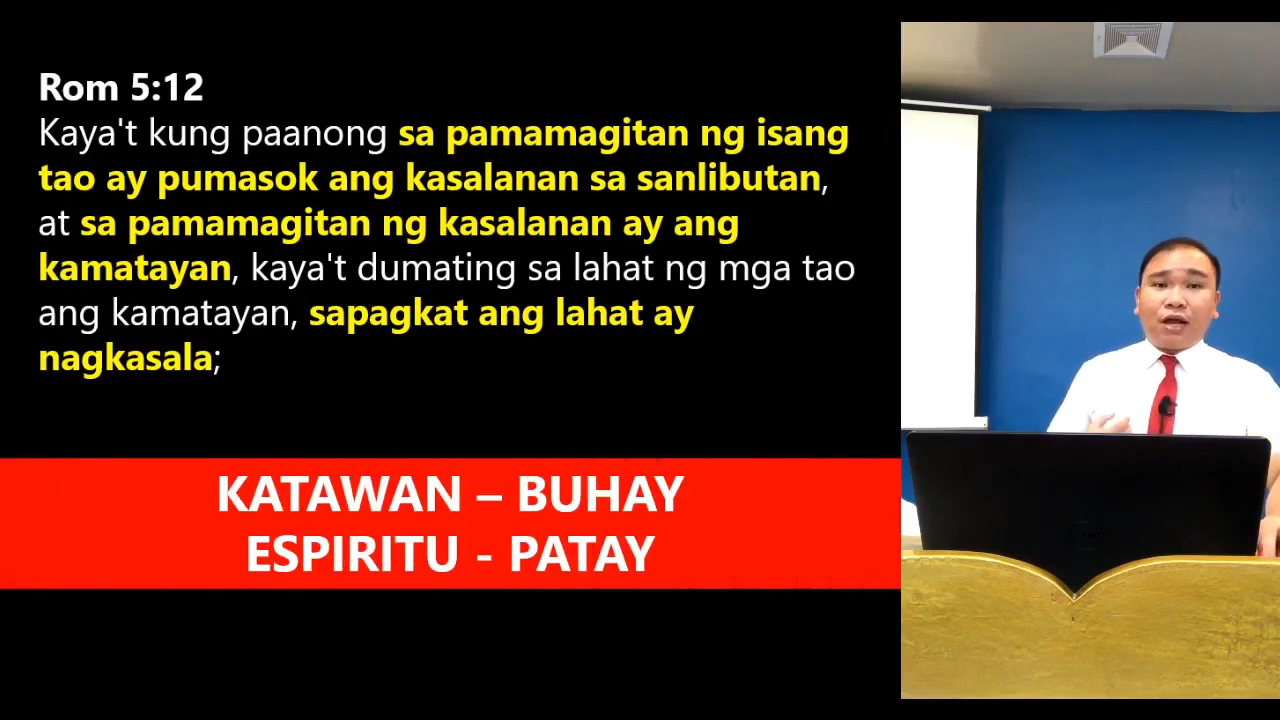 Rom 5:12
Kaya't kung paanong sa pamamagitan ng isang
tao ay pumasok ang kasalanan sa sanlibutan,
at sa pamamagitan ng kasalanan ay ang
kamatayan, kaya't dumating sa lahat ng mga tao
ang kamatayan, sapagkat ang lahat ay
nagkasala;
KATAWAN – BUHAY
ESPIRITU - PATAY